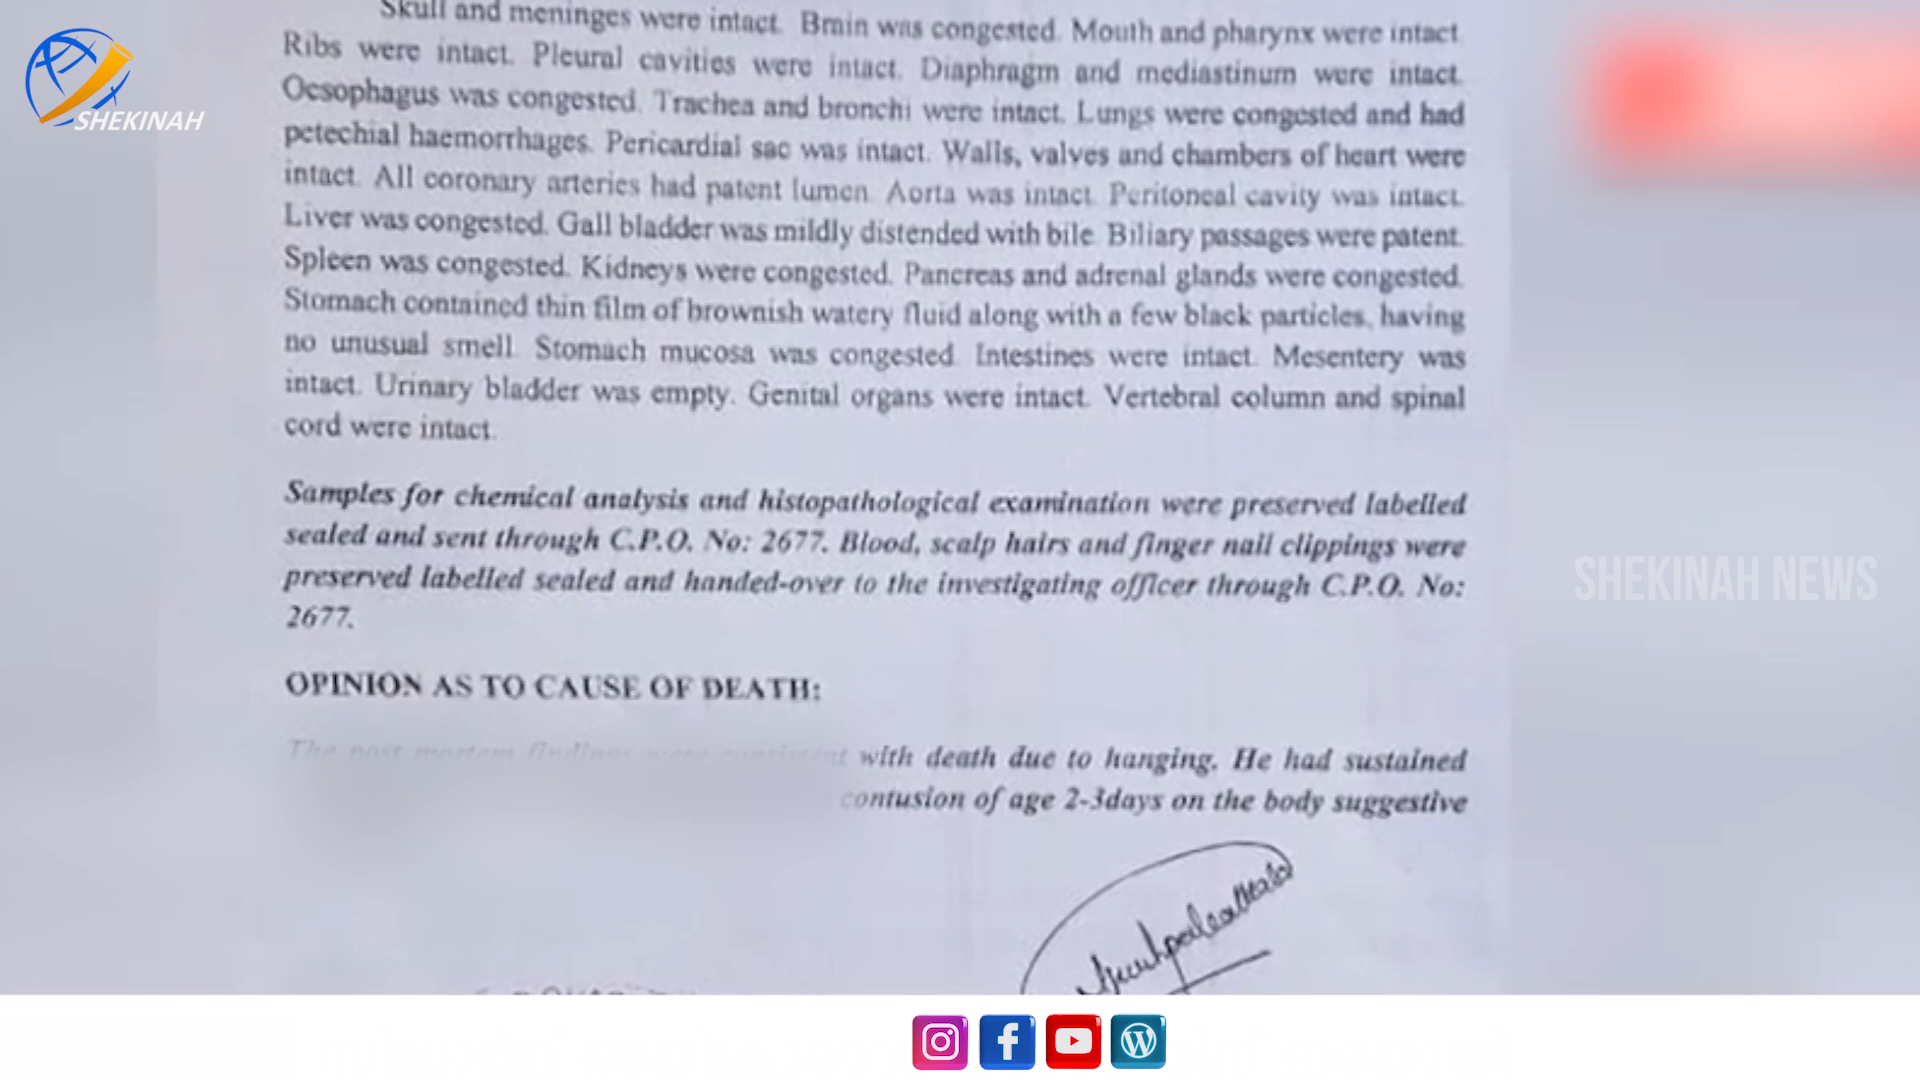 SHEKINAH
Skull and meninges were intact. Brain was congested. Mouth and pharynx were intact.
Ribs were intact. Pleural cavities were intact. Diaphragm and mediastinum were intact.
Oesophagus was congested. Trachea and bronchi were intact. Lungs were congested and had
petechial haemorrhages. Pericardial sac was intact. Walls, valves and chambers of heart were
intact. All coronary arteries had patent lumen. Aorta was intact. Peritoneal cavity was intact.
Liver was congested. Gall bladder was mildly distended with bile. Biliary passages were patent.
Spleen was congested. Kidneys were congested. Pancreas and adrenal glands were congested.
Stomach contained thin film of brownish watery fluid along with a few black particles, having
no unusual smell. Stomach mucosa was congested. Intestines were intact. Mesentery was
intact. Urinary bladder was empty. Genital organs were intact. Vertebral column and spinal
cord were intact.
Samples for chemical analysis and histopathological examination were preserved labelled
sealed and sent through C.P.O. No: 2677. Blood, scalp hairs and finger nail clippings were
preserved labelled sealed and handed-over to the investigating officer through C.P.O. No:
2677.
SHEKINAH NEWS
OPINION AS TO CAUSE OF DEATH:
The post mortem findings were consistent with death due to hanging. He had sustained
contusion of age 2-3days on the body suggestive